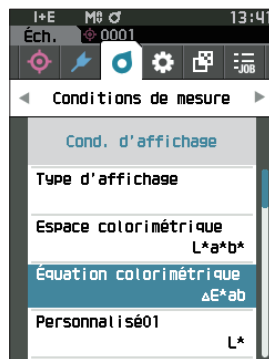 I+E M0 13:4
Éch. 0001
-JOB
Conditions de mesure
Cond. d'affichage
Type d'affichage
Espace colorimétrique
L*a*b*
Équation colorimétrique
ΔE*ab
Personnalisé01
L*